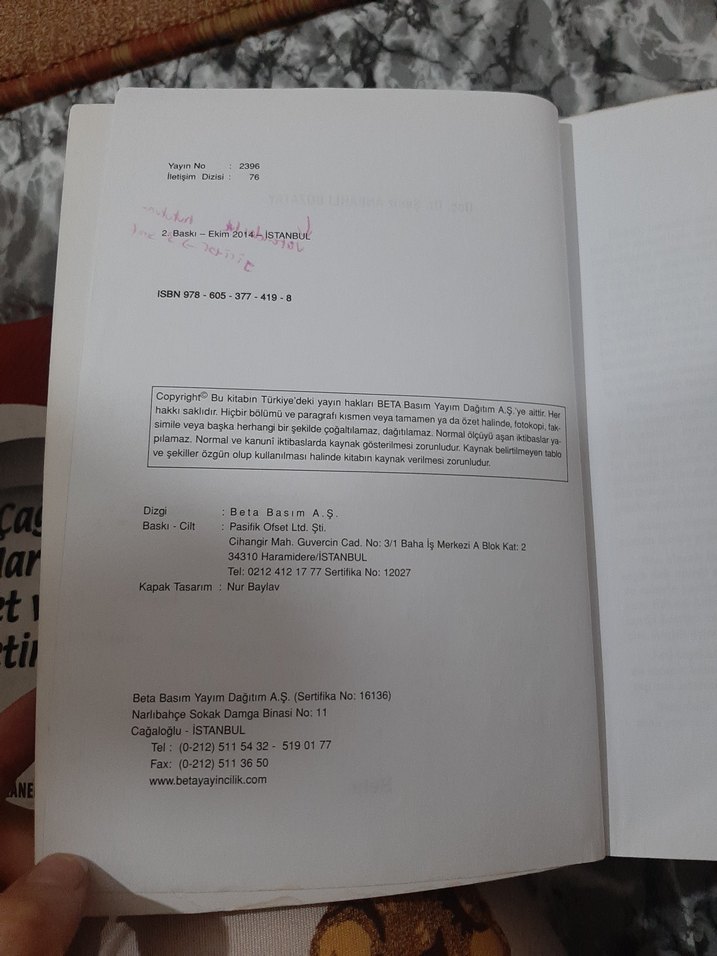 Yayın No : 2396
İletişim Dizisi : 76
2. Baskı – Ekim 2014 – İSTANBUL
ISBN 978 - 605 - 377 - 419 - 8
Copyright© Bu kitabın Türkiye'deki yayın hakları BETA Basım Yayım Dağıtım A.Ş.'ye aittir. Her
hakkı saklıdır. Hiçbir bölümü ve paragrafı kısmen veya tamamen ya da özet halinde, fotokopi, fak-
simile veya başka herhangi bir şekilde çoğaltılamaz, dağıtılamaz. Normal ölçüyü aşan iktibaslar ya-
pılamaz. Normal ve kanunî iktibaslarda kaynak gösterilmesi zorunludur. Kaynak belirtilmeyen tablo
ve şekiller özgün olup kullanılması halinde kitabın kaynak verilmesi zorunludur.
Dizgi : Beta Basım A.Ş.
Baskı - Cilt : Pasifik Ofset Ltd. Şti.
Cihangir Mah. Guvercin Cad. No: 3/1 Baha İş Merkezi A Blok Kat: 2
34310 Haramidere/İSTANBUL
Tel: 0212 412 17 77 Sertifika No: 12027
Kapak Tasarım : Nur Baylav
Beta Basım Yayım Dağıtım A.Ş. (Sertifika No: 16136)
Narlıbahçe Sokak Damga Binasi No: 11
Cağaloğlu - İSTANBUL
Tel : (0-212) 511 54 32 - 519 01 77
Fax: (0-212) 511 36 50
www.betayayincilik.com